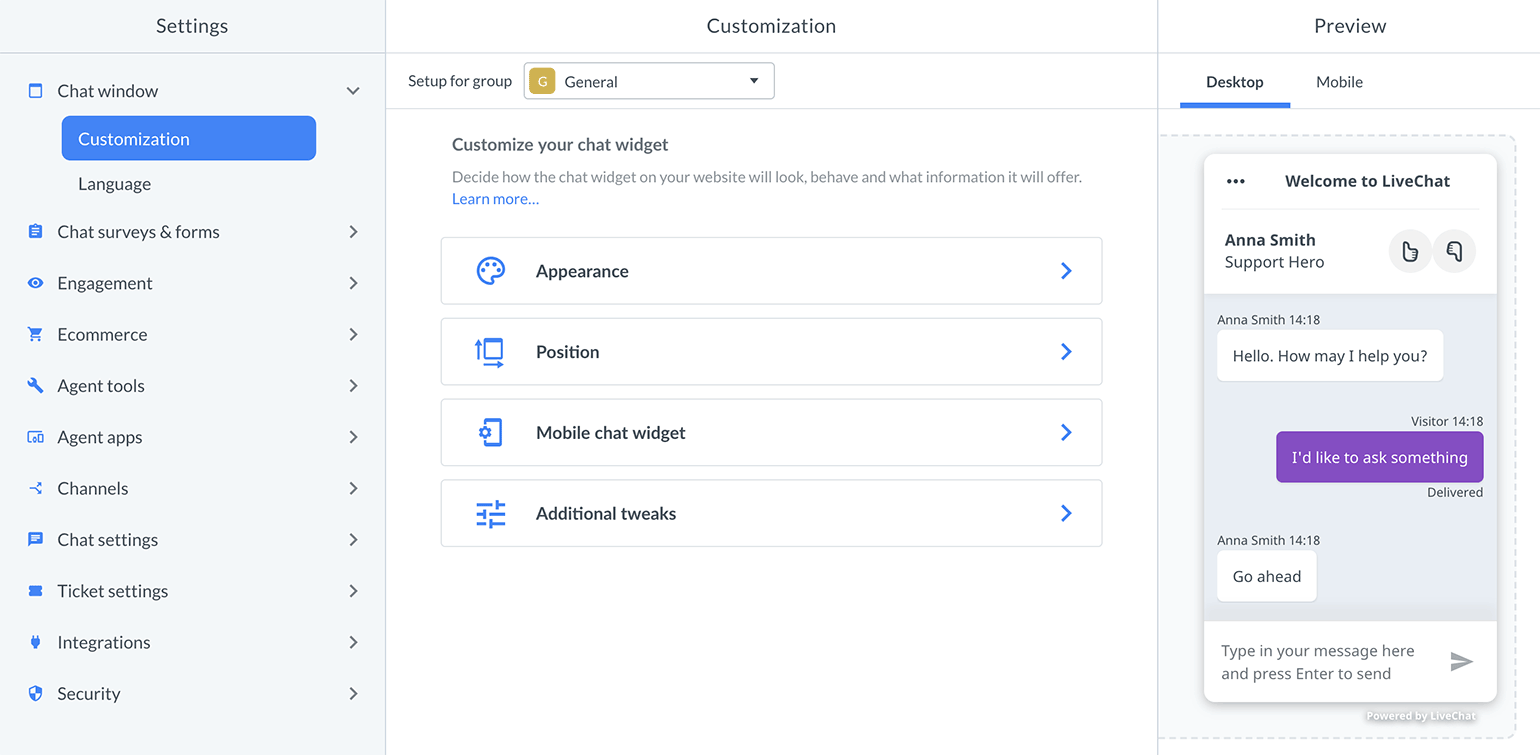 Settings
Chat window
Customization
Language
Chat surveys & forms
Engagement
Ecommerce
Agent tools
Agent apps
Channels
Chat settings
Ticket settings
Integrations
Security
Customization
Setup for group
G
General
Customize your chat widget
Decide how the chat widget on your website will look, behave and what information it will offer.
Learn more...
Appearance
Position
Mobile chat widget
Additional tweaks
Preview
Desktop
Mobile
Welcome to LiveChat
Anna Smith
Support Hero
Anna Smith 14:18
Hello. How may I help you?
Visitor 14:18
I'd like to ask something
Delivered
Anna Smith 14:18
Go ahead
Type in your message here
and press Enter to send
Powered by LiveChat